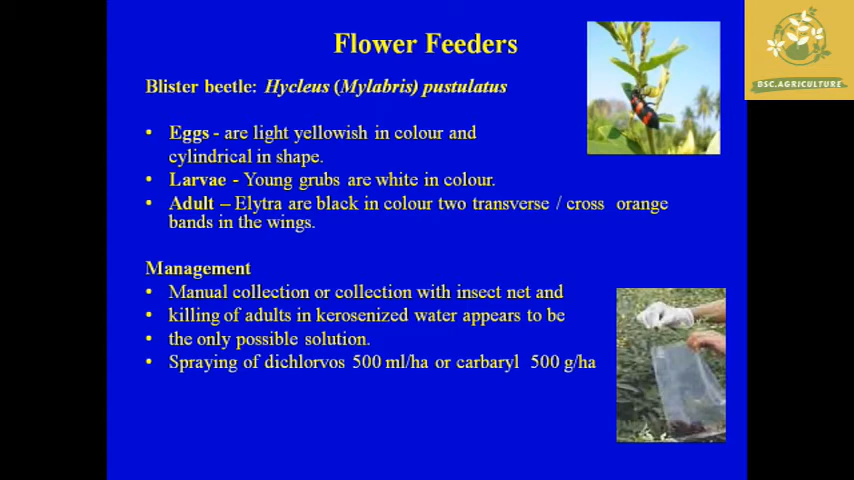 Flower Feeders
DSC.AGRICULTURE
Blister beetle: Hycleus (Mylabris) pustulatus
• Eggs - are light yellowish in colour and
cylindrical in shape.
• Larvae - Young grubs are white in colour.
• Adult – Elytra are black in colour two transverse / cross orange
bands in the wings.
Management
• Manual collection or collection with insect net and
• killing of adults in kerosenized water appears to be
• the only possible solution.
• Spraying of dichlorvos 500 ml/ha or carbaryl 500 g/ha